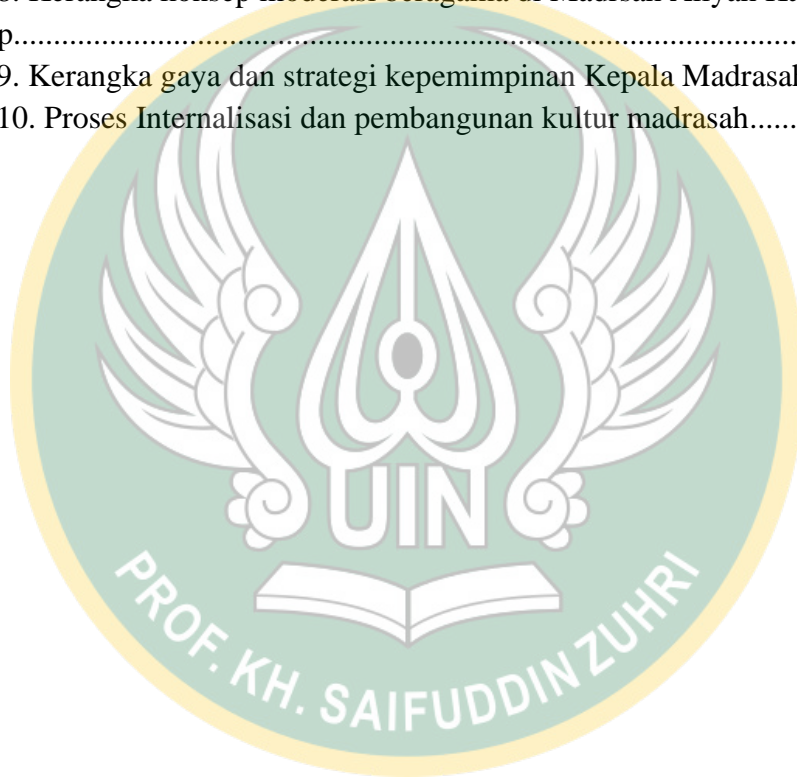 p..........................................................................................
9. Kerangka gaya dan strategi kepemimpinan Kepala Madrasah
10. Proses Internalisasi dan pembangunan kultur madrasah......
UIN
PROF. KH. SAIFUDDIN ZUHRI